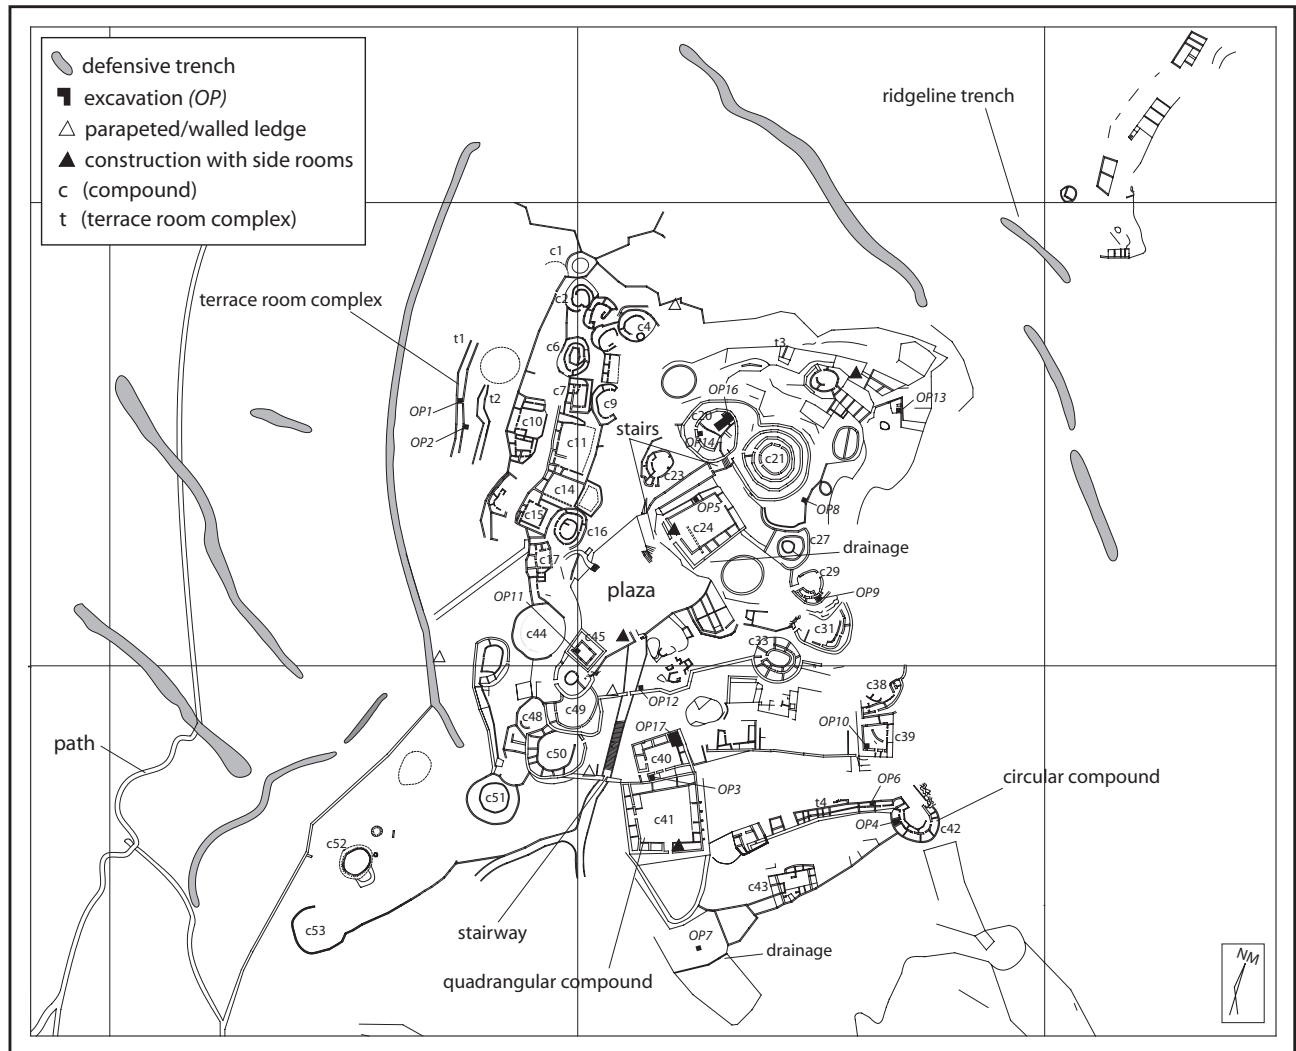 defensive trench
excavation (OP)
parapeted/walled ledge
construction with side rooms
c (compound)
t (terrace room complex)
ridgeline trench
c1
terrace room complex
c2
c4
t1
t3
c6
OP16
t2
c7
c9
OP13
OP1
c10
c20
OP2
stairs
OP14
c11
c21
c23
c14
OP5
c15
OP8
c24
c16
c27
drainage
c17
c29
plaza
OP11
OP9
c44
c45
c31
c33
c38
OP12
c49
c48
OP17
OP10
c39
path
c50
c40
OP6
circular compound
OP3
c51
t4
c41
OP4
c42
c52
c43
c53
stairway
OP7
drainage
NM
quadrangular compound